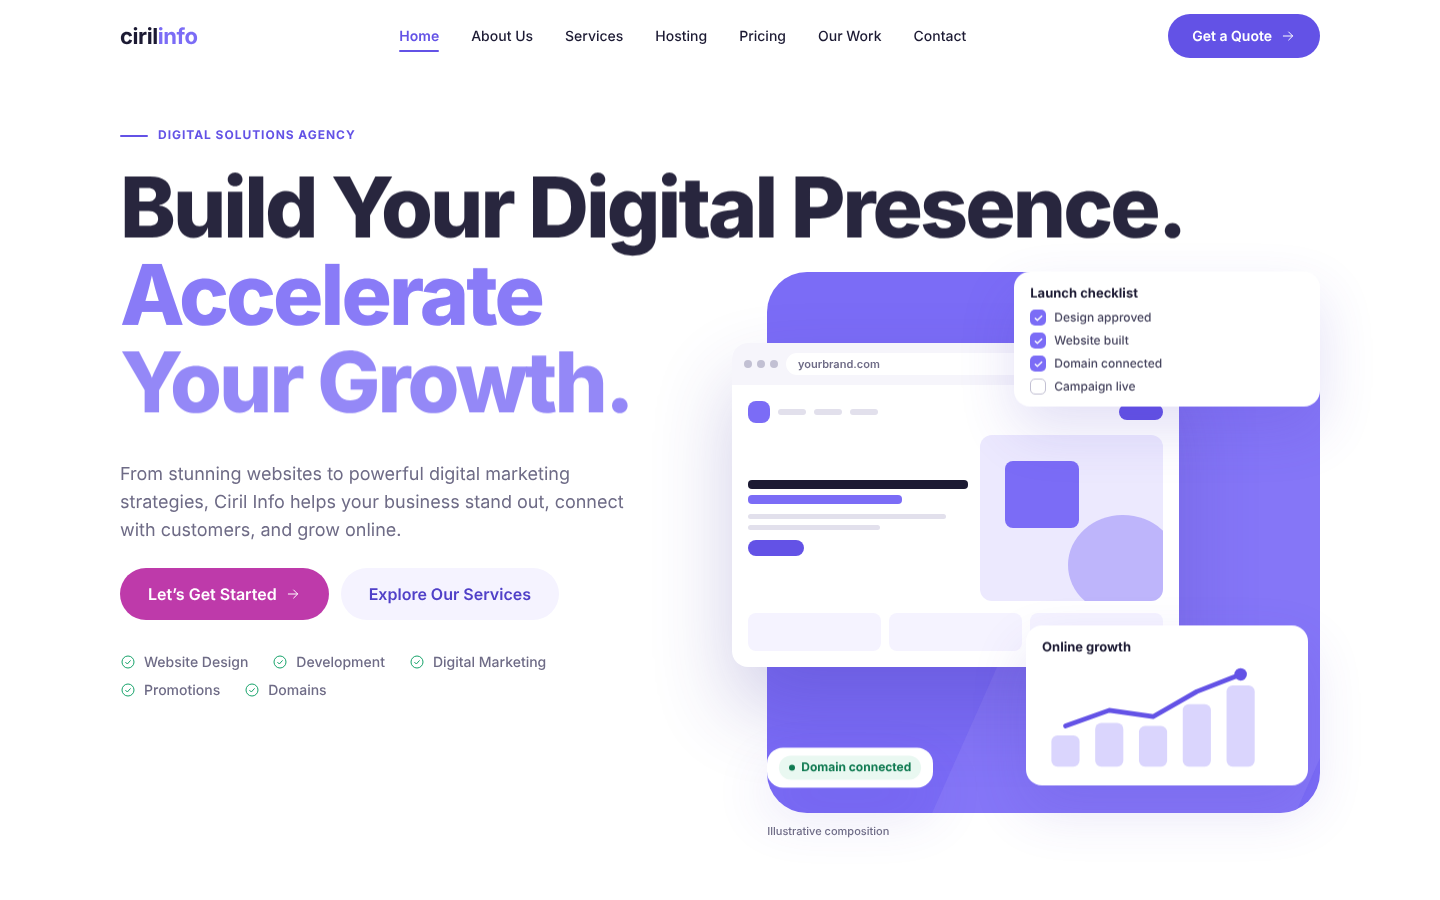 cirilinfo
Home
About Us
Services
Hosting
Pricing
Our Work
Contact
Get a Quote
DIGITAL SOLUTIONS AGENCY
Build Your Digital Presence.
Accelerate
Your Growth.
From stunning websites to powerful digital marketing
strategies, Ciril Info helps your business stand out, connect
with customers, and grow online.
Let’s Get Started
Explore Our Services
Website Design
Development
Digital Marketing
Promotions
Domains
Launch checklist
Design approved
Website built
Domain connected
Campaign live
yourbrand.com
Online growth
Domain connected
Illustrative composition